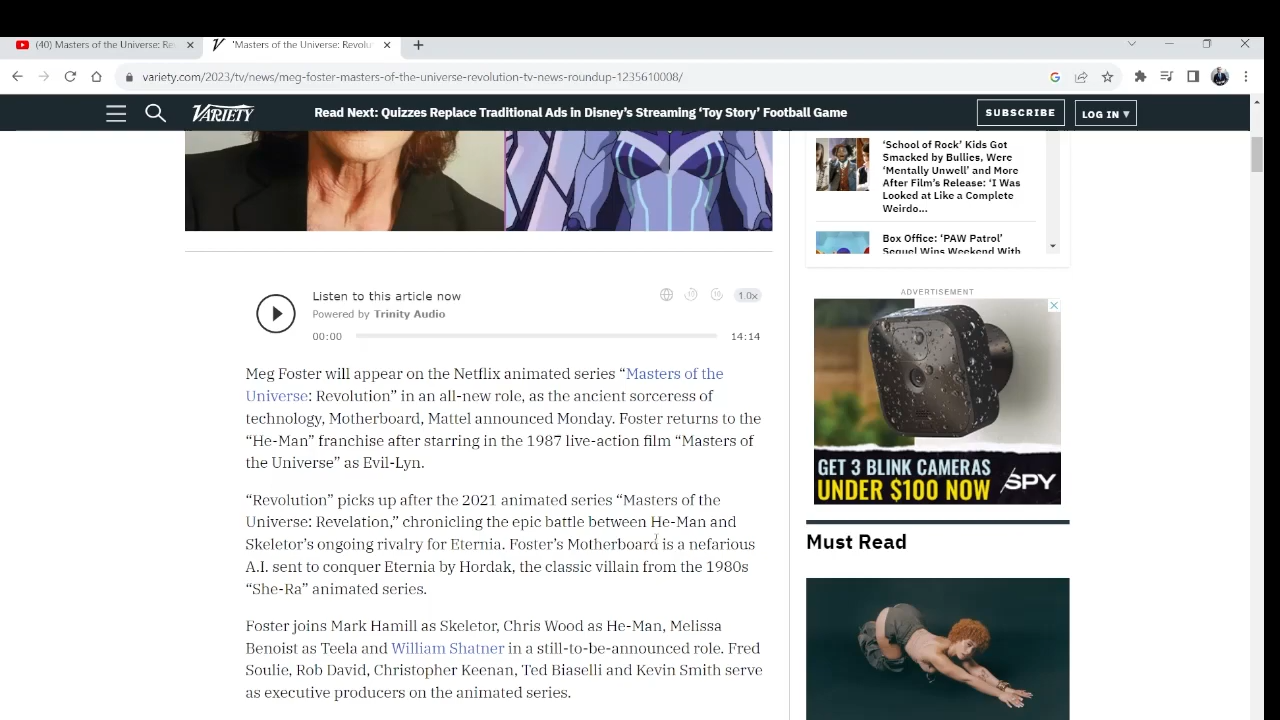 (40) Masters of the Universe: Re
'Masters of the Universe: Revolu
variety.com/2023/tv/news/meg-foster-masters-of-the-universe-revolution-tv-news-roundup-1235610008/
VARIETY
Read Next: Quizzes Replace Traditional Ads in Disney's Streaming 'Toy Story' Football Game
SUBSCRIBE
LOG IN ▾
'School of Rock' Kids Got
Smacked by Bullies, Were
'Mentally Unwell' and More
After Film's Release: 'I Was
Looked at Like a Complete
Weirdo...
Box Office: 'PAW Patrol'
Sequel Wins Weekend With
Listen to this article now
Powered by Trinity Audio
1.0x
00:00
14:14
Meg Foster will appear on the Netflix animated series “Masters of the
Universe: Revolution” in an all-new role, as the ancient sorceress of
technology, Motherboard, Mattel announced Monday. Foster returns to the
“He-Man” franchise after starring in the 1987 live-action film “Masters of
the Universe” as Evil-Lyn.
“Revolution” picks up after the 2021 animated series “Masters of the
Universe: Revelation,” chronicling the epic battle between He-Man and
Skeletor’s ongoing rivalry for Eternia. Foster’s Motherboard is a nefarious
A.I. sent to conquer Eternia by Hordak, the classic villain from the 1980s
“She-Ra” animated series.
Foster joins Mark Hamill as Skeletor, Chris Wood as He-Man, Melissa
Benoist as Teela and William Shatner in a still-to-be-announced role. Fred
Soulie, Rob David, Christopher Keenan, Ted Biaselli and Kevin Smith serve
as executive producers on the animated series.
ADVERTISEMENT
GET 3 BLINK CAMERAS
UNDER $100 NOW
SPY
Must Read